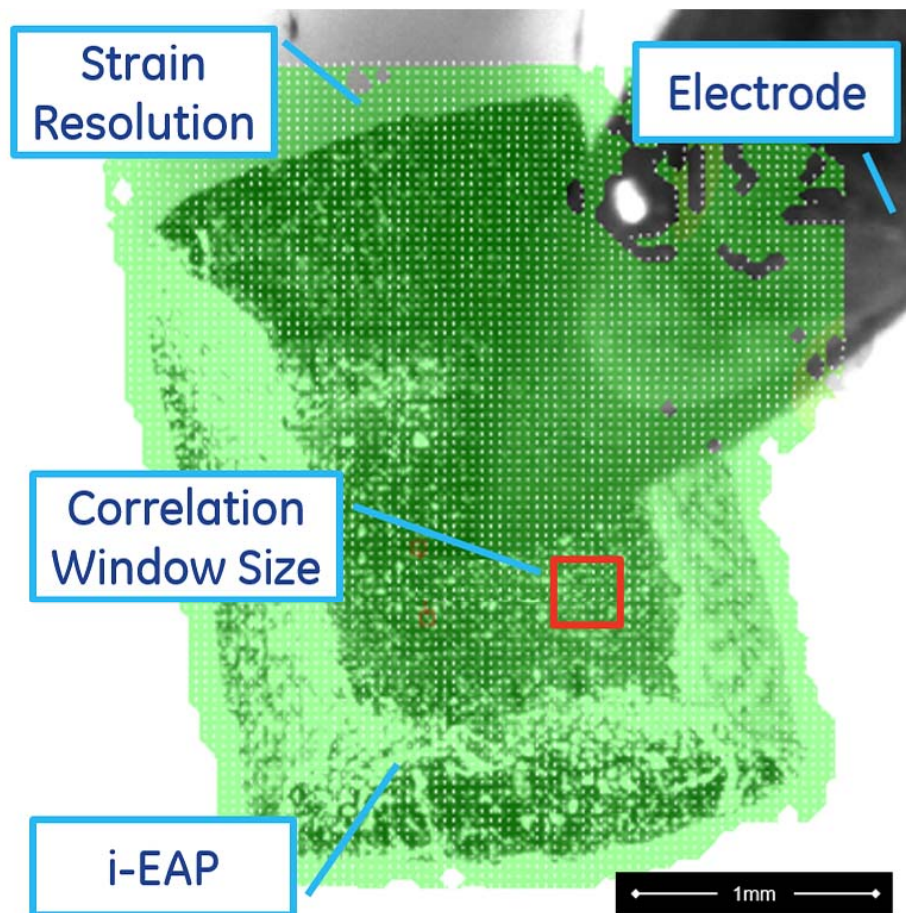 Strain
Resolution
Electrode
Correlation
Window Size
i-EAP
1mm